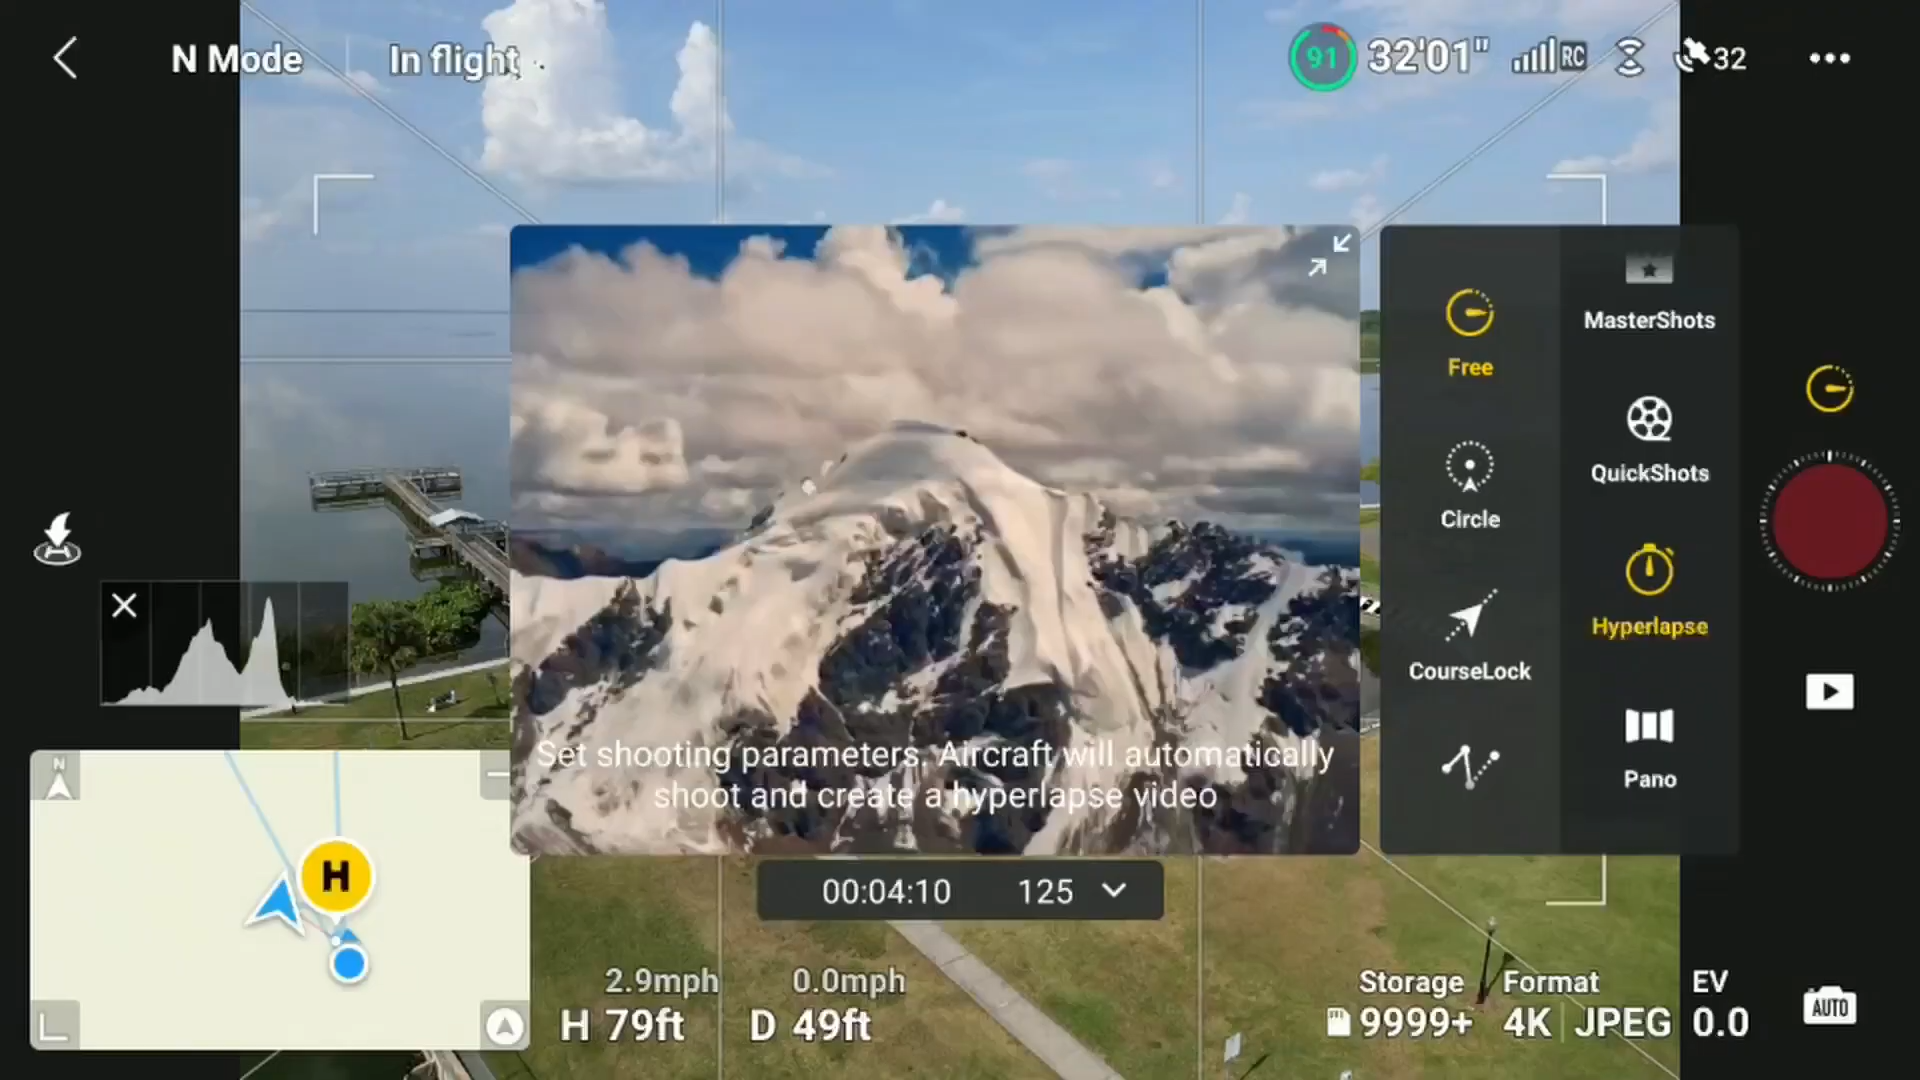 N Mode
In flight
91
32'01"
RC
32
MasterShots
Free
QuickShots
Circle
Hyperlapse
CourseLock
Pano
Set shooting parameters. Aircraft will automatically
shoot and create a hyperlapse video
N
H
00:04:10 125
2.9mph 0.0mph
H 79ft D 49ft
Storage Format EV
9999+ 4K JPEG 0.0
AUTO